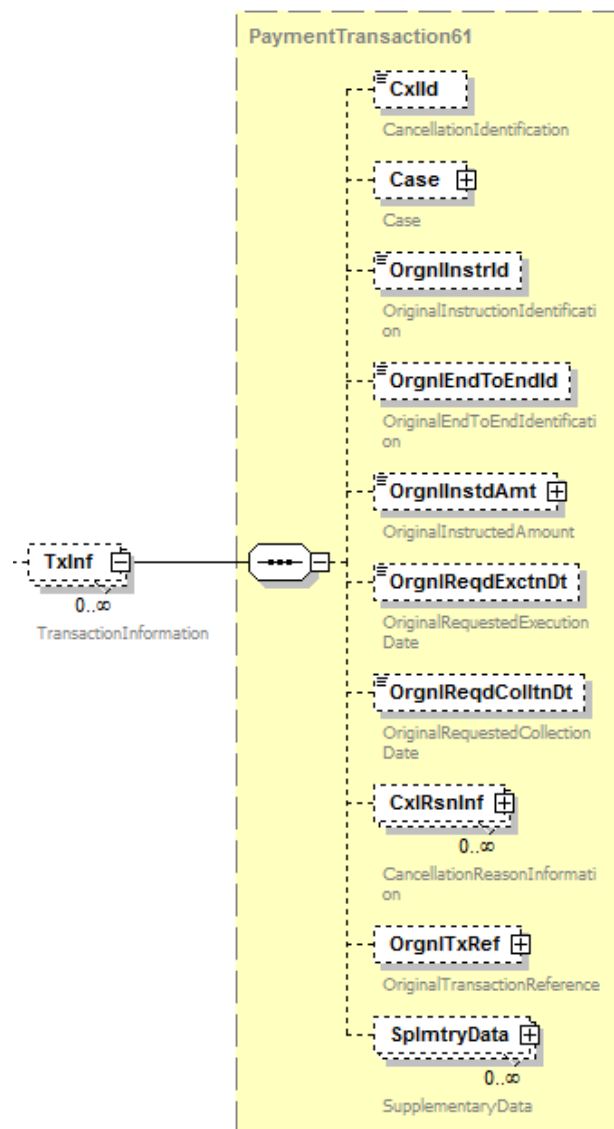 PaymentTransaction61
CxlId
CancellationIdentification
Case
Case
OrgnlInstrId
OriginalInstructionIdentificati
on
OrgnlEndToEndId
OriginalEndToEndIdentificati
on
OrgnlInstdAmt
OriginalInstructedAmount
TxInf
0..∞
TransactionInformation
OrgnlReqdExctnDt
OriginalRequestedExecution
Date
OrgnlReqdColltnDt
OriginalRequestedCollection
Date
CxlRsnInf
0..∞
CancellationReasonInformati
on
OrgnlTxRef
OriginalTransactionReference
SplmtryData
0..∞
SupplementaryData